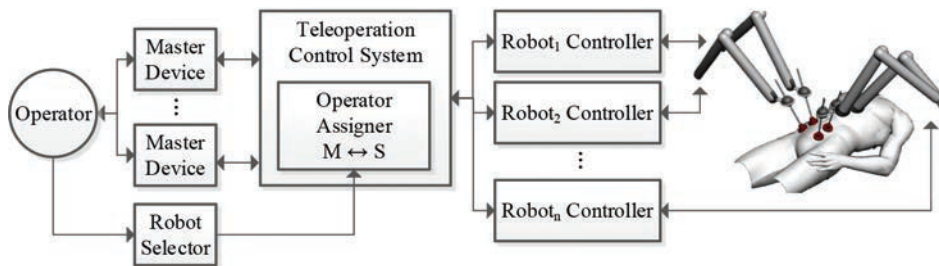 Operator
Master
Device
...
Master
Device
Robot
Selector
Teleoperation
Control System
Operator
Assigner
M ↔ S
Robot₁ Controller
Robot₂ Controller
...
Robotₙ Controller